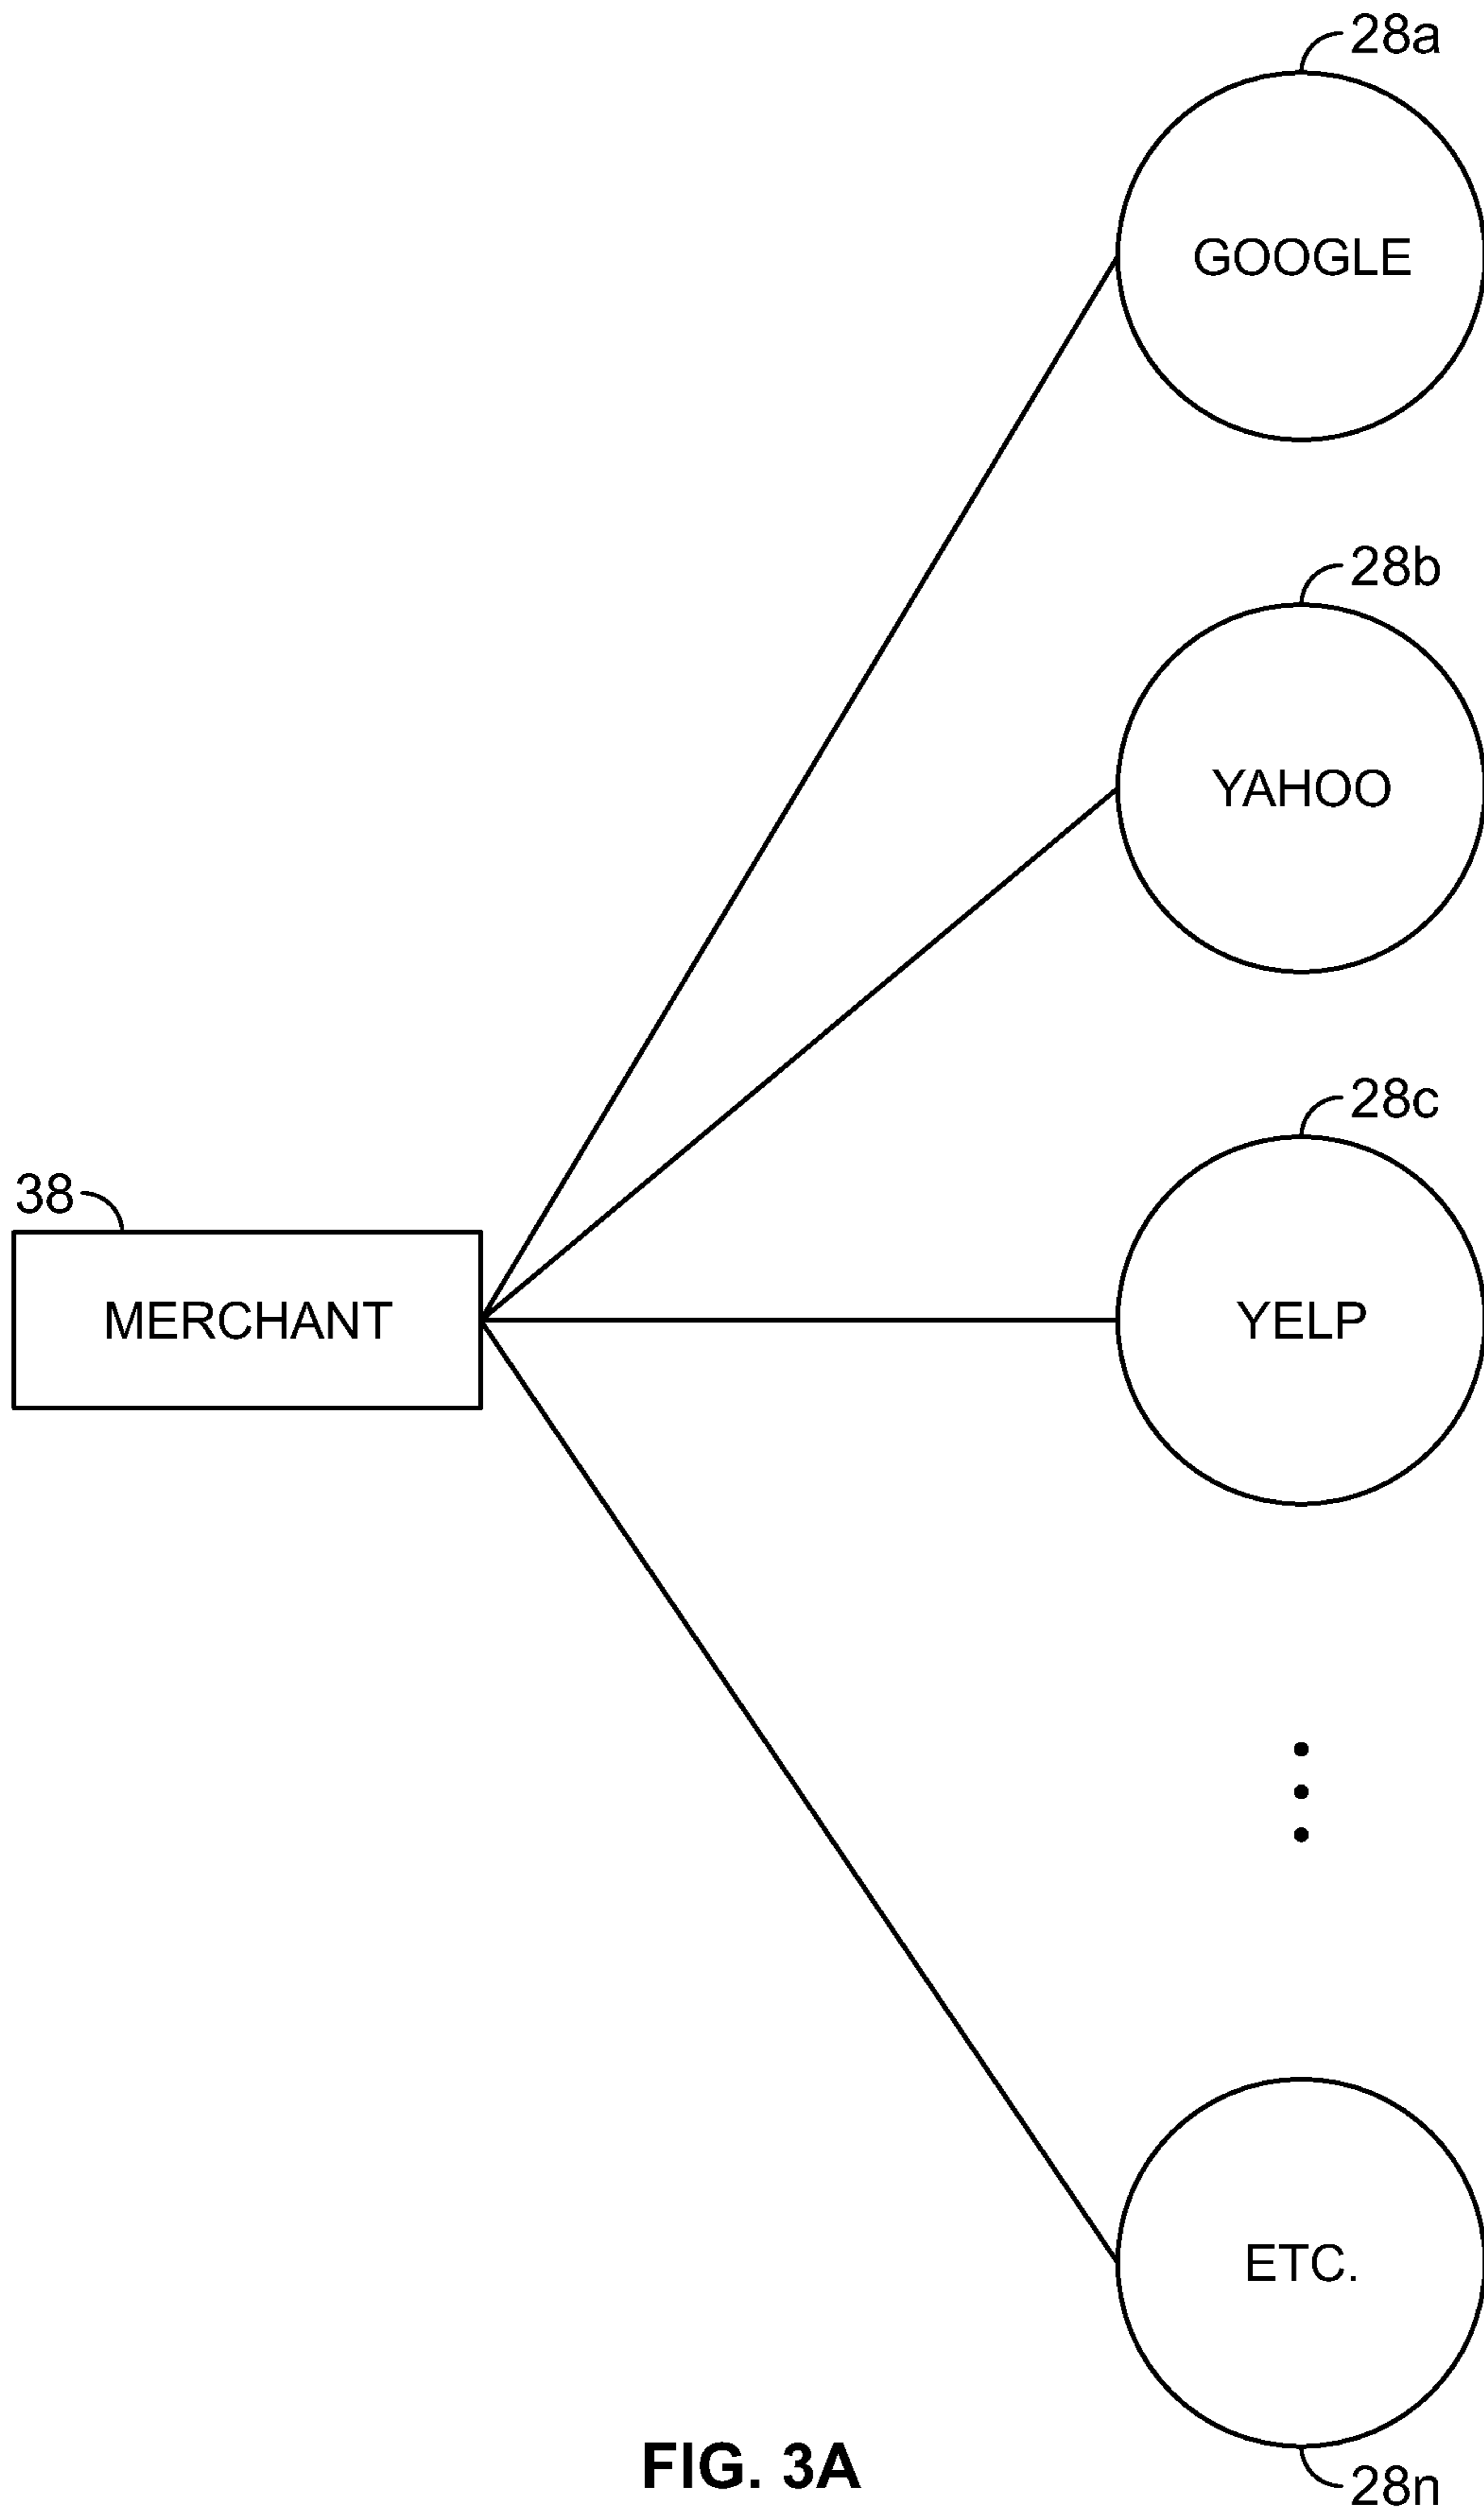 28a
GOOGLE
28b
YAHOO
28c
38
MERCHANT
YELP
ETC.
FIG. 3A
28n